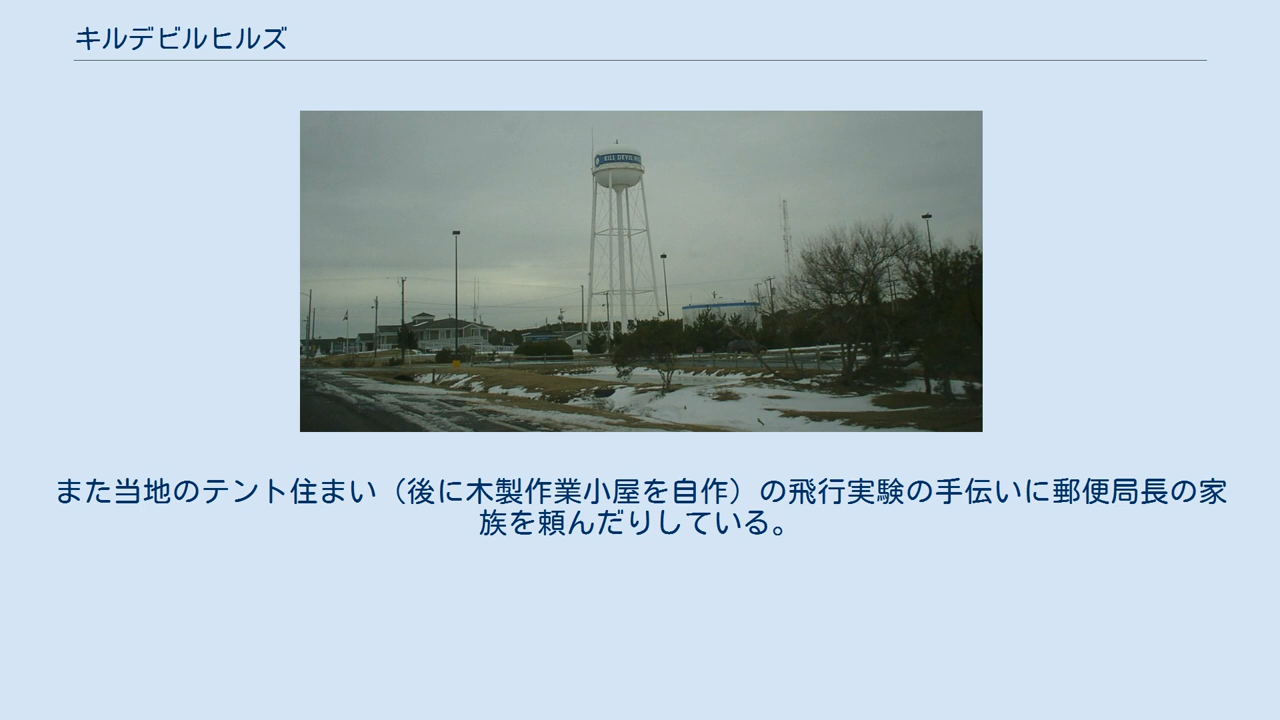 キルデビルヒルズ
KILL DEVIL
また当地のテント住まい（後に木製作業小屋を自作）の飛行実験の手伝いに郵便局長の家
族を頼んだりしている。